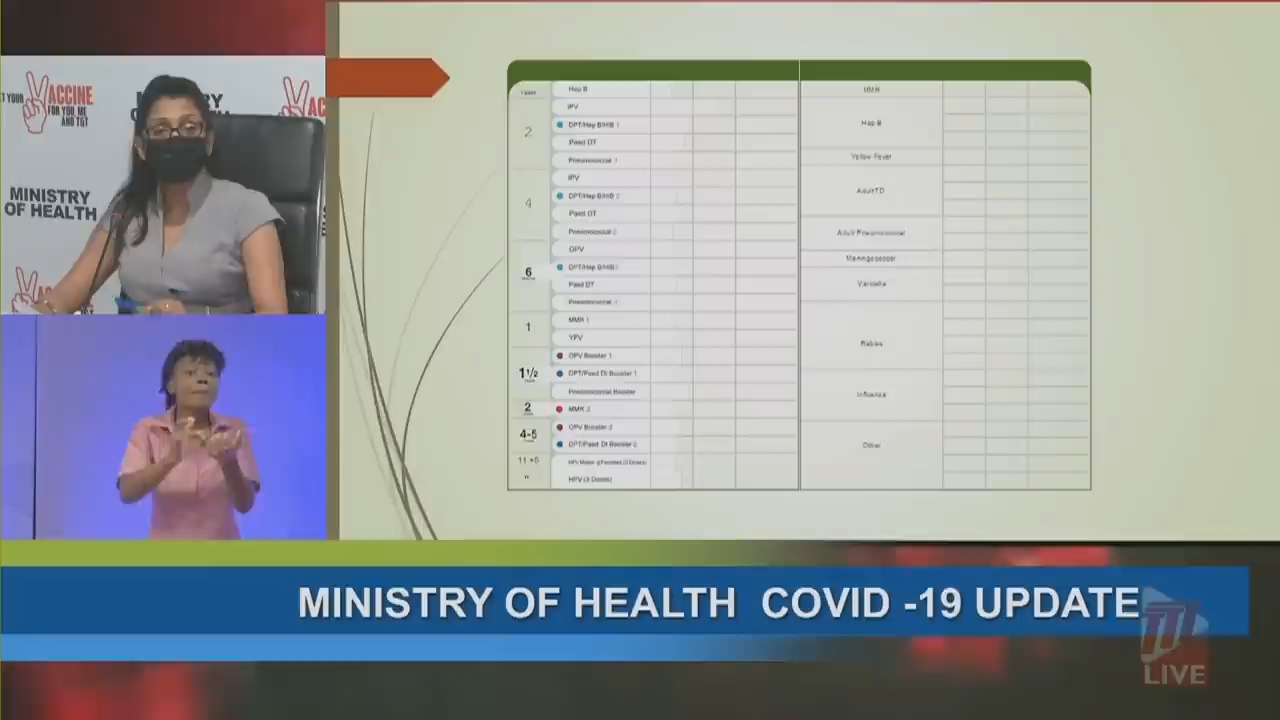 VACCINE
FOR YOU, ME
AND T&T
MINISTRY
OF HEALTH
Hep B
IPV
2
DPT/Hep B/HIB 1
Paed DT
Pneumococcal 1
IPV
4
DPT/Hep B/HIB 2
Paed DT
Pneumococcal 2
OPV
6
DPT/Hep B/HIB
Paed DT
Pneumococcal
1
MMR 1
YFV
OPV Booster 1
1 1/2
DPT/Paed Dt Booster 1
Pneumococcal Booster
2
MMR 2
4-5
OPV Booster 2
DPT/Paed Dt Booster 2
HPV (3 Doses)
MMR
Hep B
Yellow Fever
Adult TD
Adult Pneumococcal
Meningococcal
Varicella
Rabies
Influenza
Other
MINISTRY OF HEALTH COVID -19 UPDATE
TTT
LIVE